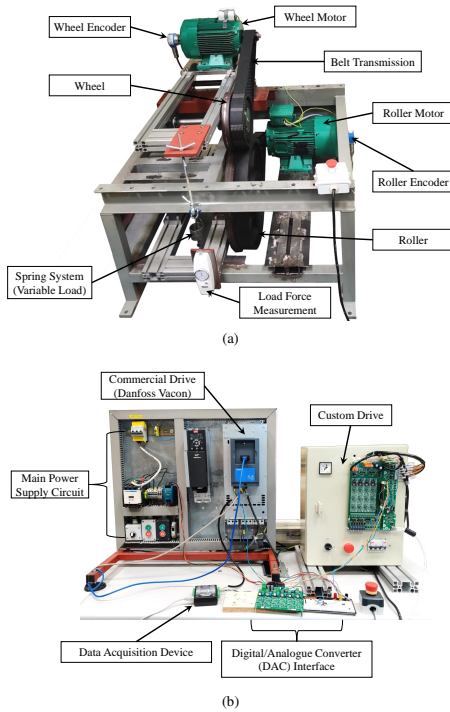 Wheel Encoder
Wheel Motor
Belt Transmission
Wheel
Roller Motor
Roller Encoder
Roller
Spring System
(Variable Load)
Load Force
Measurement
(a)
Commercial Drive
(Danfoss Vacon)
Custom Drive
Main Power
Supply Circuit
Data Acquisition Device
Digital/Analogue Converter
(DAC) Interface
(b)